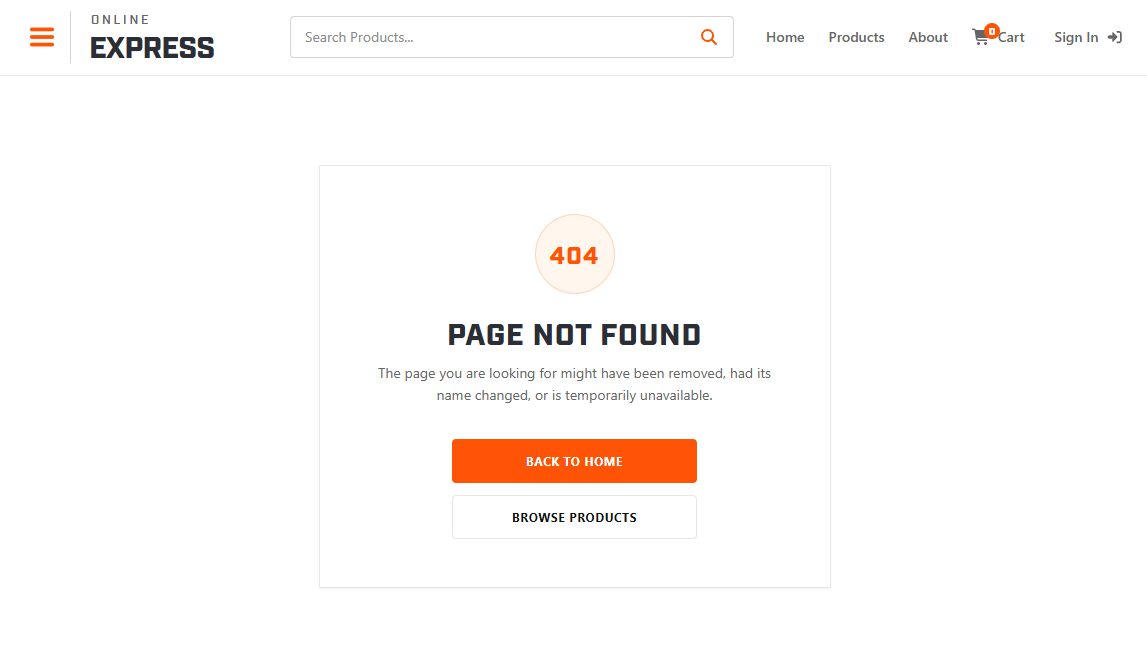 ONLINE
EXPRESS
Search Products...
Home
Products
About
0
Cart
Sign In
404
PAGE NOT FOUND
The page you are looking for might have been removed, had its
name changed, or is temporarily unavailable.
BACK TO HOME
BROWSE PRODUCTS